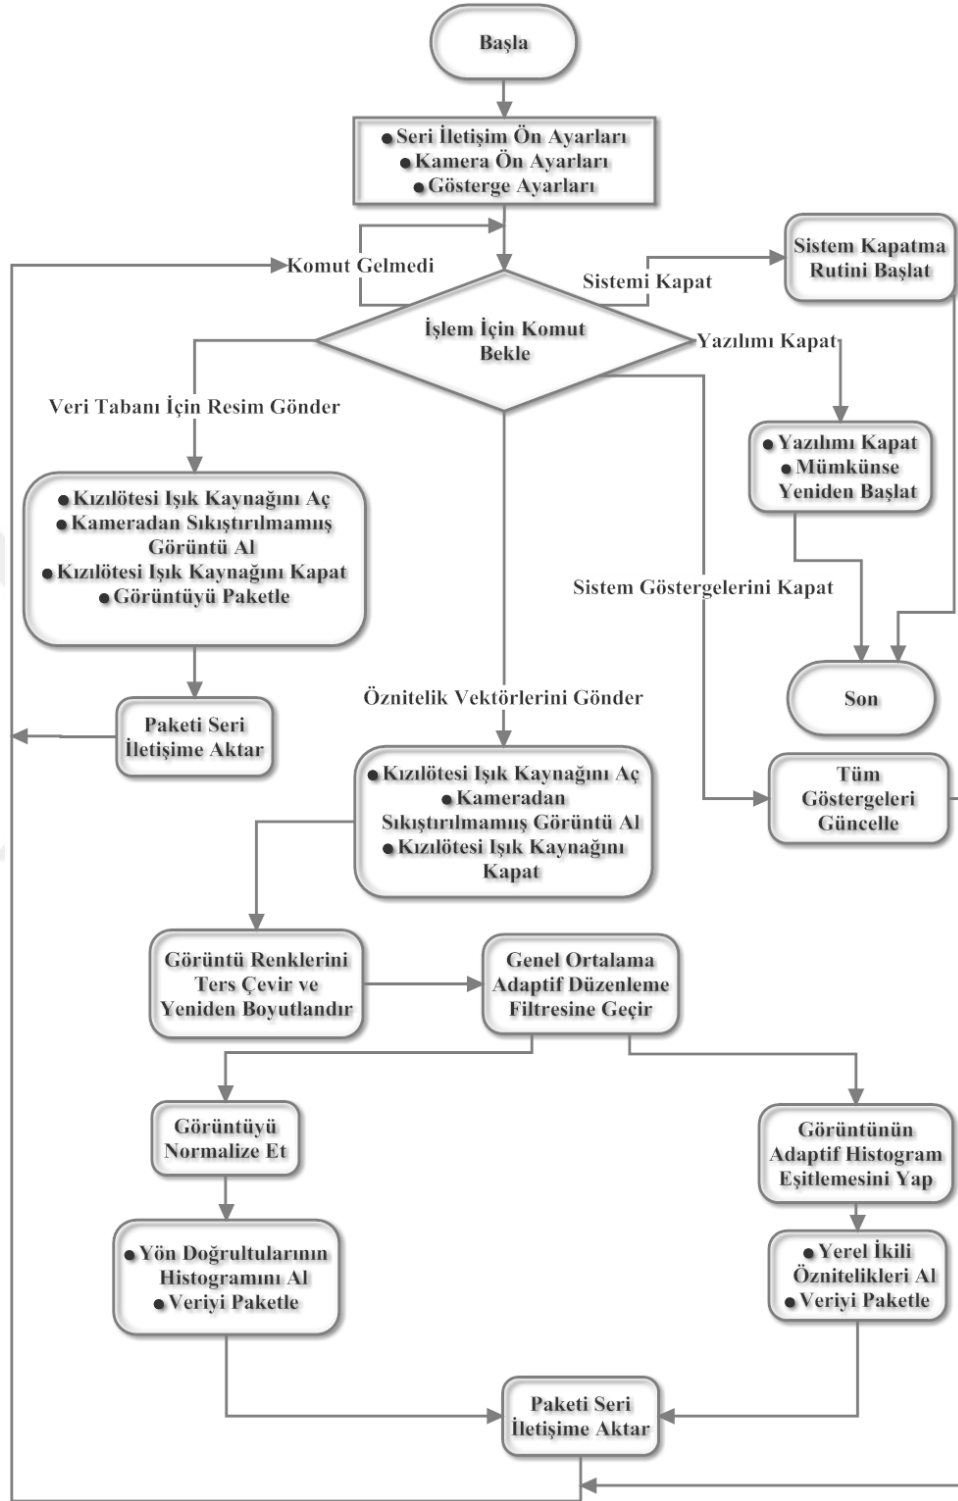 Başla
● Seri İletişim Ön Ayarları
● Kamera Ön Ayarları
● Gösterge Ayarları
Komut Gelmedi
Sistemi Kapat
Sistem Kapatma
Rutini Başlat
İşlem İçin Komut
Bekle
Yazılımı Kapat
Veri Tabanı İçin Resim Gönder
● Yazılımı Kapat
● Mümkünse
Yeniden Başlat
● Kızılötesi Işık Kaynağını Aç
● Kameradan Sıkıştırılmamuş
Görüntü Al
● Kızılötesi Işık Kaynağını Kapat
● Görüntüyü Paketle
Sistem Göstergelerini Kapat
Öznitelik Vektörlerini Gönder
Son
Paketi Seri
İletişime Aktar
● Kızılötesi Işık Kaynağını Aç
● Kameradan
Sıkıştırılmamuş Görüntü Al
● Kızılötesi Işık Kaynağını
Kapat
Tüm
Göstergeleri
Güncelle
Görüntü Renklerini
Ters Çevir ve
Yeniden Boyutlandır
Genel Ortalama
Adaptif Düzenleme
Filtresine Geçir
Görüntüyü
Normalize Et
Görüntünün
Adaptif Histogram
Eşitlemesini Yap
● Yön Doğrultularının
Histogramını Al
● Veriyi Paketle
● Yerel İkili
Öznitelikleri Al
● Veriyi Paketle
Paketi Seri
İletişime Aktar